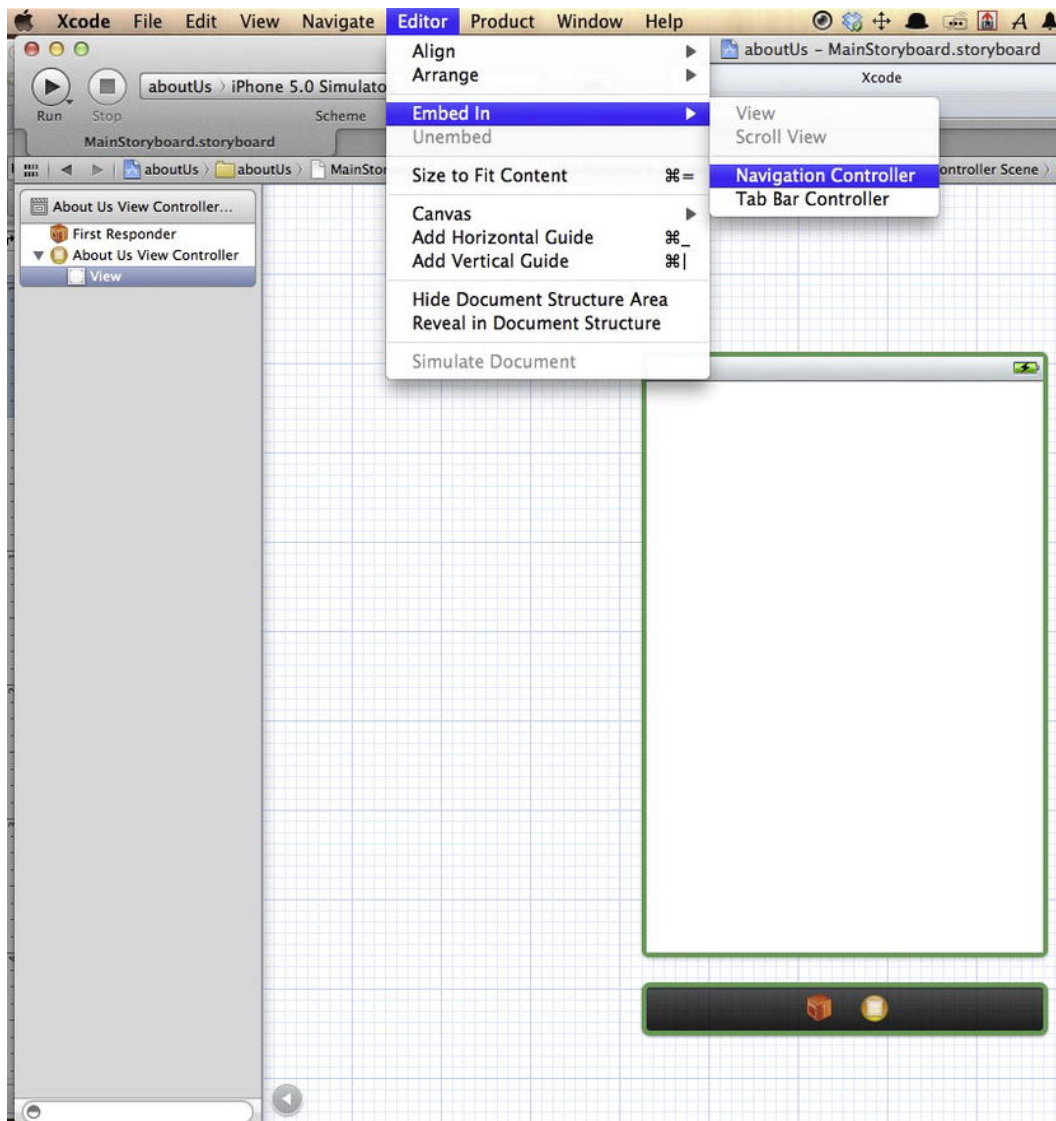 Xcode File Edit View Navigate Editor Product Window Help
aboutUs – MainStoryboard.storyboard
aboutUs › iPhone 5.0 Simulato
Xcode
Run Stop Scheme
MainStoryboard.storyboard
aboutUs › aboutUs › MainStor
ontroller Scene ›
Align
Arrange
Embed In
Unembed
Size to Fit Content ⌘=
Canvas
Add Horizontal Guide ⌘_
Add Vertical Guide ⌘|
Hide Document Structure Area
Reveal in Document Structure
Simulate Document
View
Scroll View
Navigation Controller
Tab Bar Controller
About Us View Controller...
First Responder
About Us View Controller
View